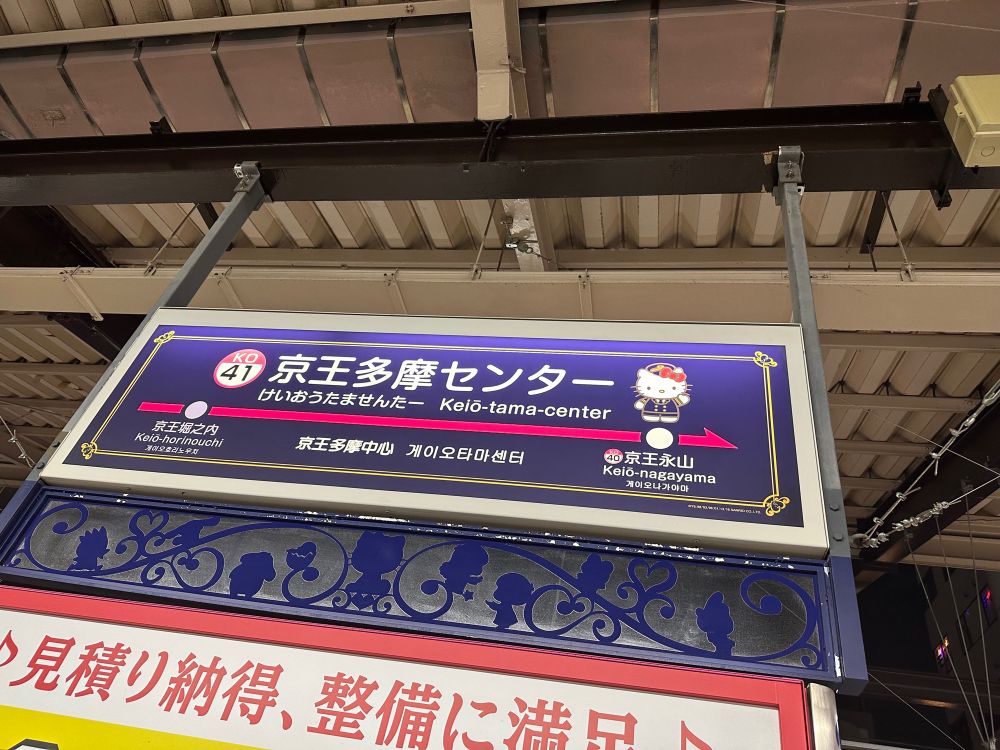 KO
41
京王多摩センター
けいおうたませんたー Keiō-tama-center
京王堀之内
Keiō-horinouchi
게이오호리노우치
京王多摩中心 게이오타마센터
KO
40
京王永山
Keiō-nagayama
게이오나가야마
♪見積り納得、整備に満足♪